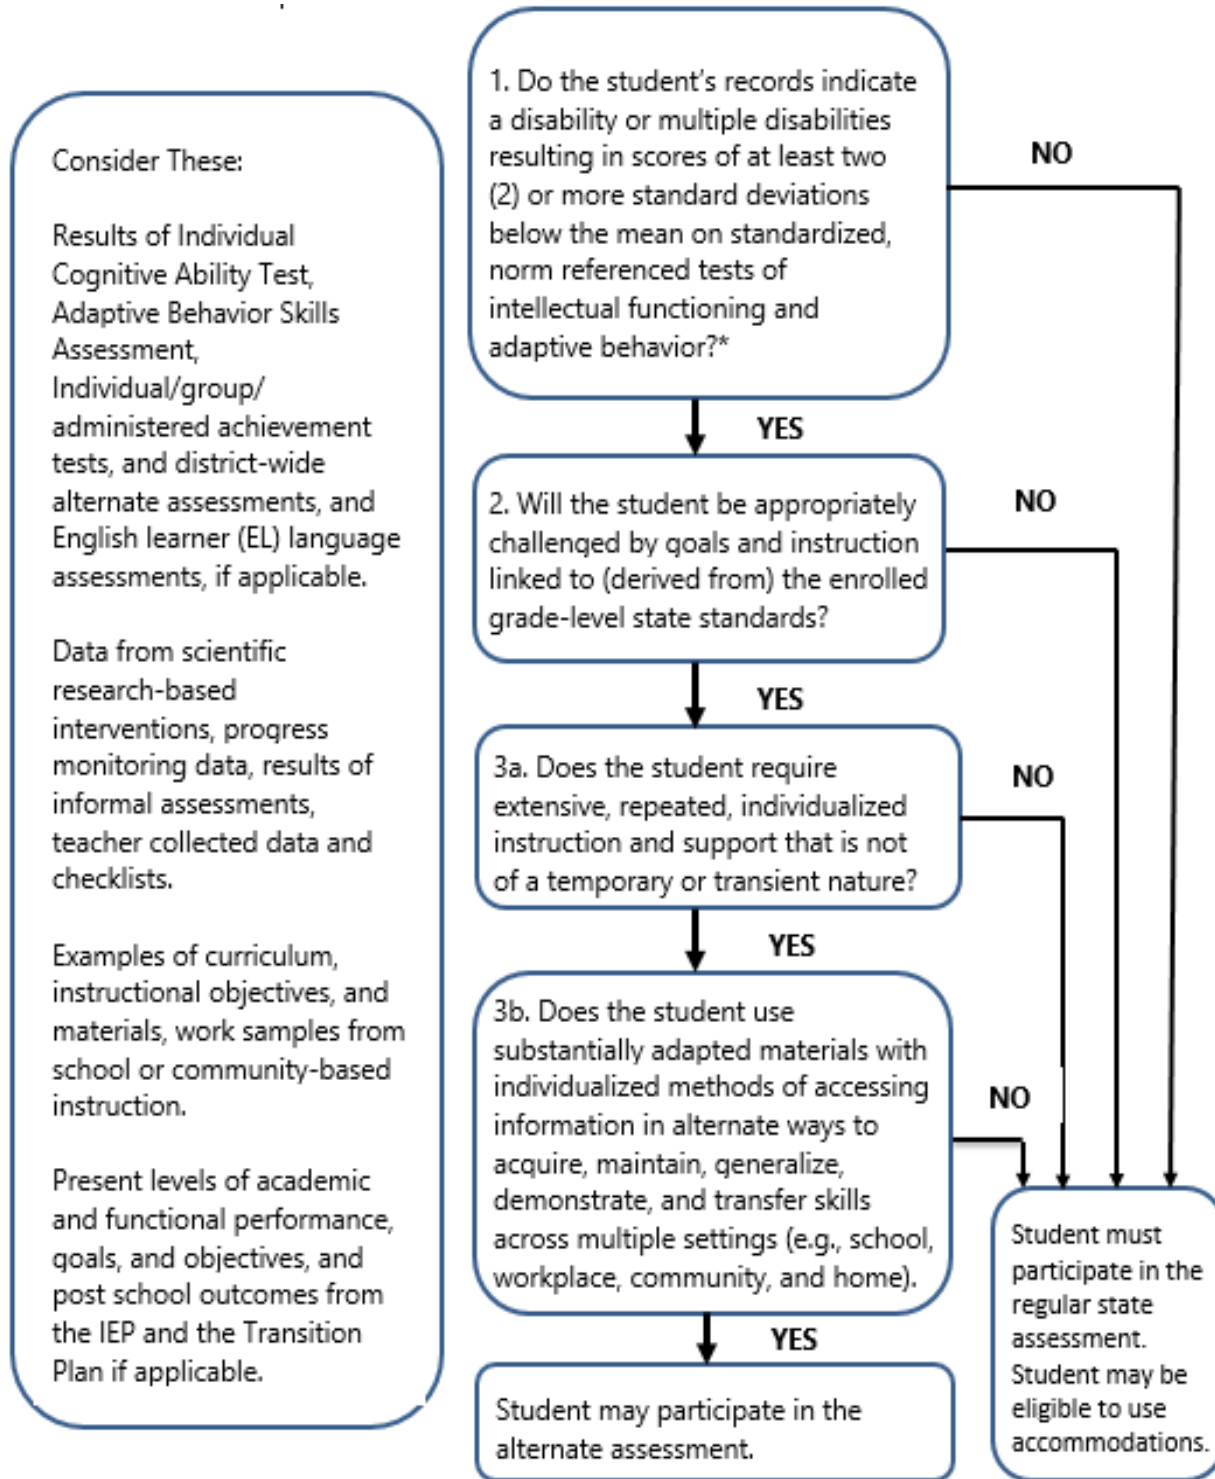 Consider These:
Results of Individual
Cognitive Ability Test,
Adaptive Behavior Skills
Assessment,
Individual/group/
administered achievement
tests, and district-wide
alternate assessments, and
English learner (EL) language
assessments, if applicable.
Data from scientific
research-based
interventions, progress
monitoring data, results of
informal assessments,
teacher collected data and
checklists.
Examples of curriculum,
instructional objectives, and
materials, work samples from
school or community-based
instruction.
Present levels of academic
and functional performance,
goals, and objectives, and
post school outcomes from
the IEP and the Transition
Plan if applicable.
1. Do the student's records indicate
a disability or multiple disabilities
resulting in scores of at least two
(2) or more standard deviations
below the mean on standardized,
norm referenced tests of
intellectual functioning and
adaptive behavior?*
NO
YES
2. Will the student be appropriately
challenged by goals and instruction
linked to (derived from) the enrolled
grade-level state standards?
NO
YES
3a. Does the student require
extensive, repeated, individualized
instruction and support that is not
of a temporary or transient nature?
NO
YES
3b. Does the student use
substantially adapted materials with
individualized methods of accessing
information in alternate ways to
acquire, maintain, generalize,
demonstrate, and transfer skills
across multiple settings (e.g., school,
workplace, community, and home).
NO
YES
Student may participate in the
alternate assessment.
Student must
participate in the
regular state
assessment.
Student may be
eligible to use
accommodations.